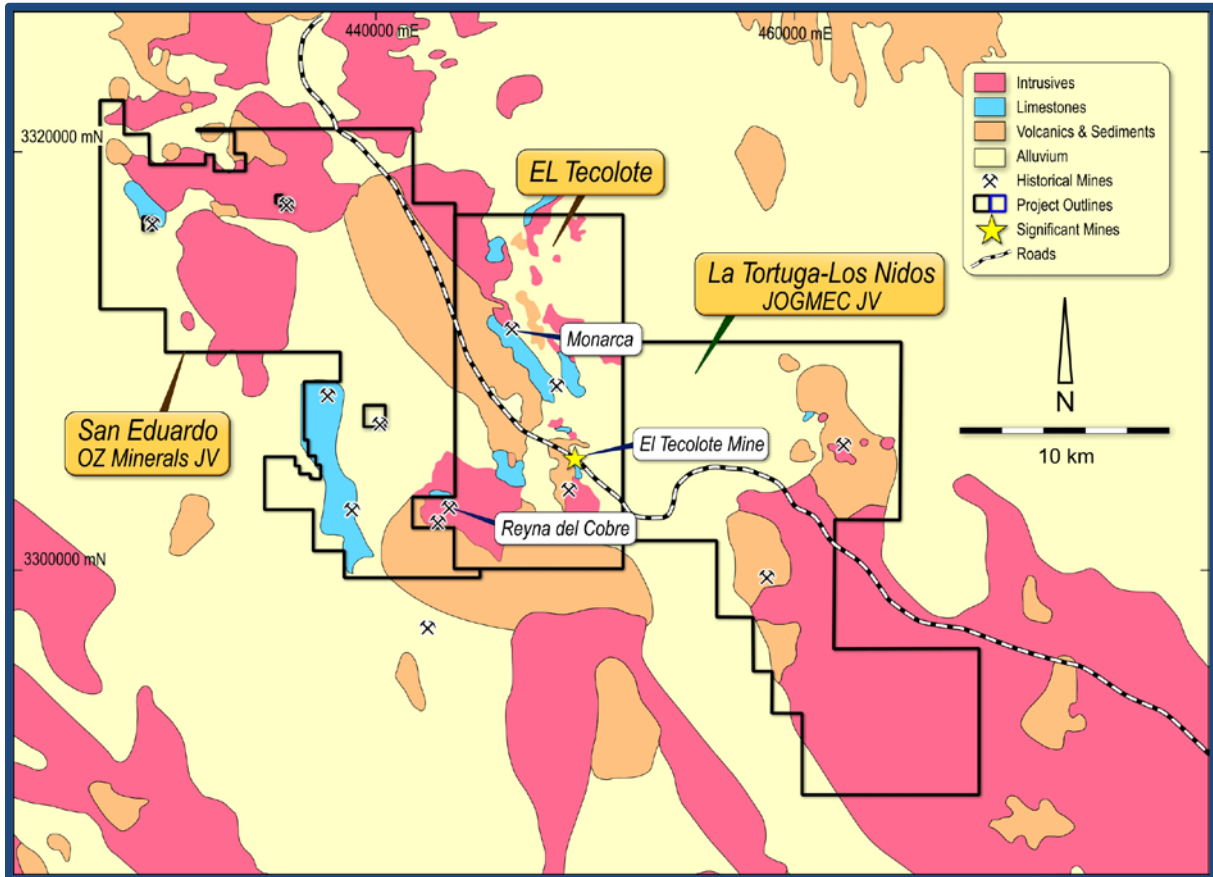 440000 mE
460000 mE
3320000 mN
3300000 mN
Intrusives
Limestones
Volcanics & Sediments
Alluvium
Historical Mines
Project Outlines
Significant Mines
Roads
EL Tecolote
La Tortuga-Los Nidos
JOGMEC JV
Monarca
San Eduardo
OZ Minerals JV
El Tecolote Mine
Reyna del Cobre
N
10 km